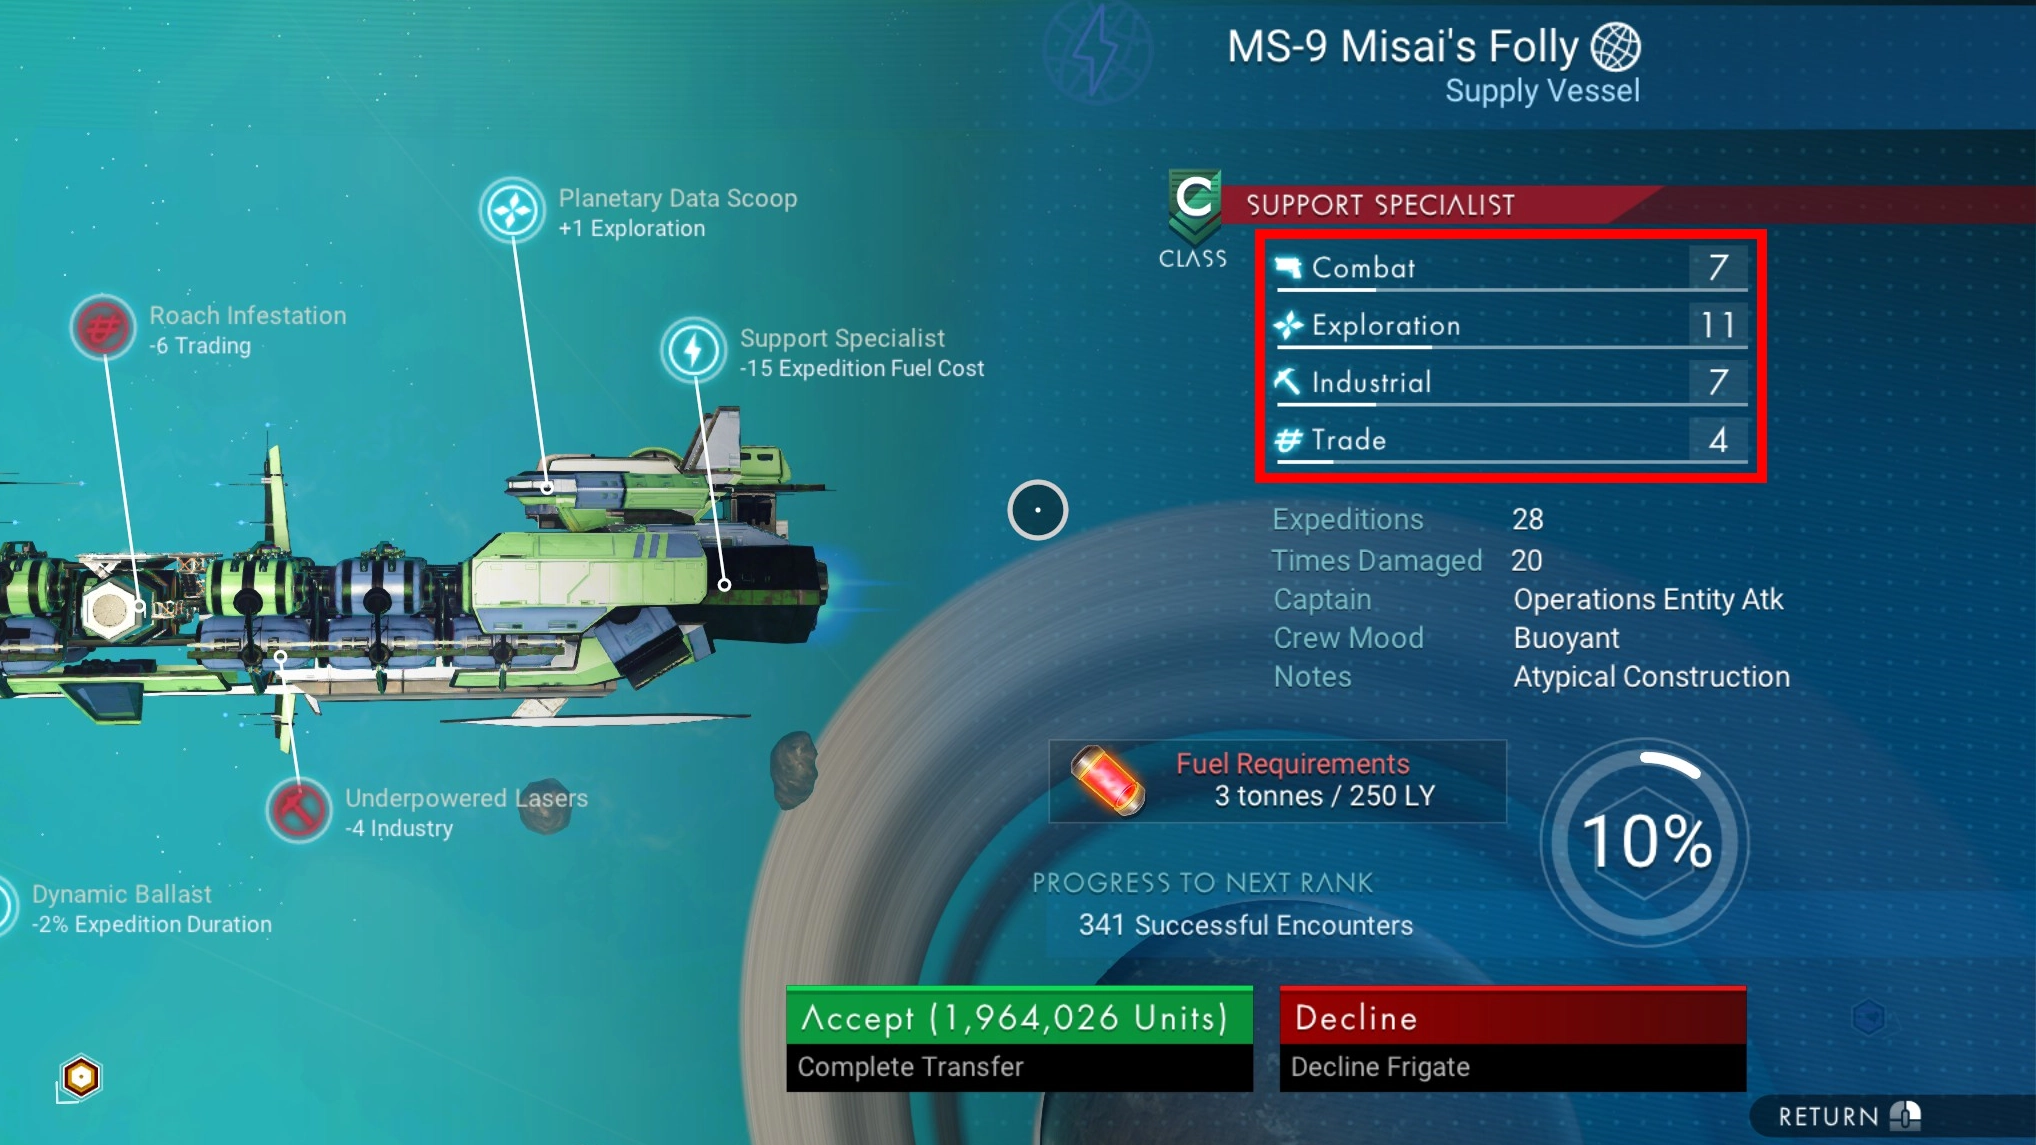 MS-9 Misai's Folly
Supply Vessel
Planetary Data Scoop
+1 Exploration
Roach Infestation
-6 Trading
Support Specialist
-15 Expedition Fuel Cost
Underpowered Lasers
-4 Industry
Dynamic Ballast
-2% Expedition Duration
C
CLASS
SUPPORT SPECIALIST
Combat 7
Exploration 11
Industrial 7
Trade 4
Expeditions 28
Times Damaged 20
Captain Operations Entity Atk
Crew Mood Buoyant
Notes Atypical Construction
Fuel Requirements
3 tonnes / 250 LY
10%
PROGRESS TO NEXT RANK
341 Successful Encounters
Accept (1,964,026 Units)
Complete Transfer
Decline
Decline Frigate
RETURN